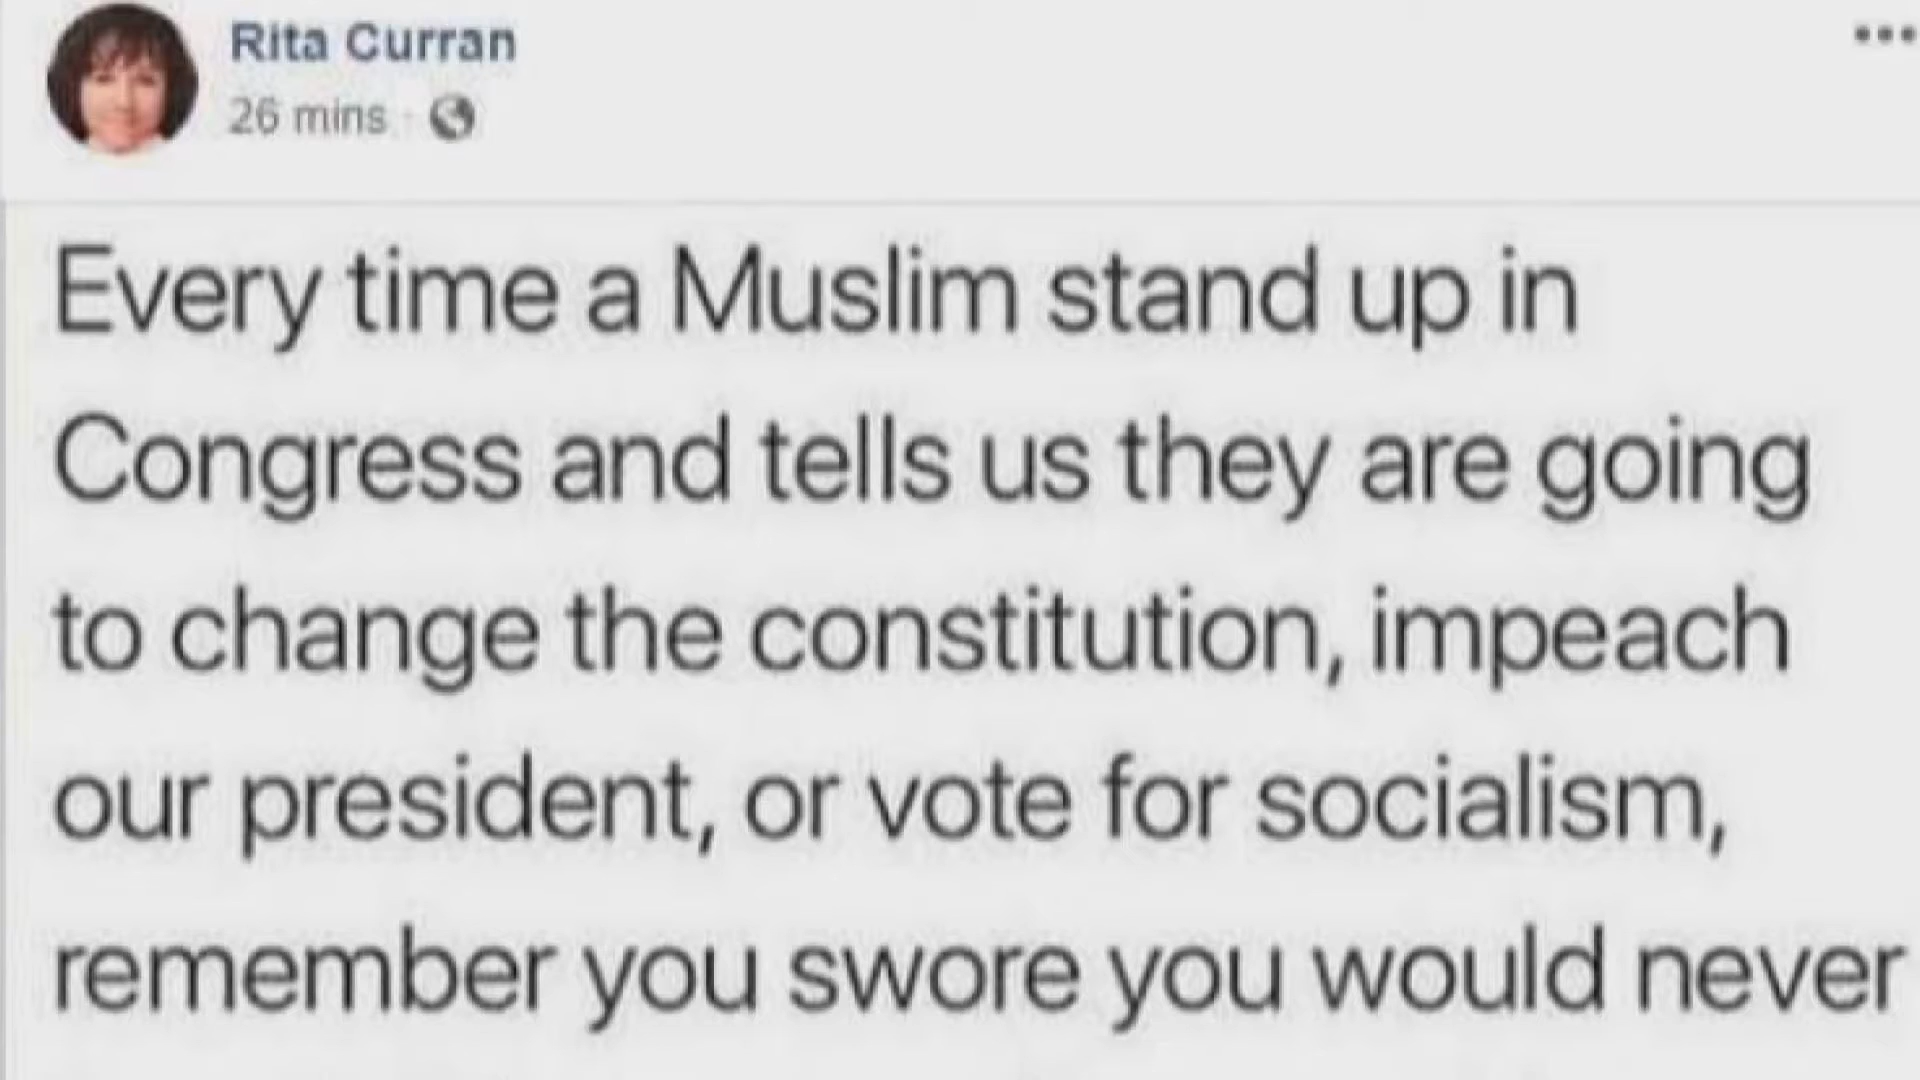 Rita Curran
26 mins
Every time a Muslim stand up in
Congress and tells us they are going
to change the constitution, impeach
our president, or vote for socialism,
remember you swore you would never